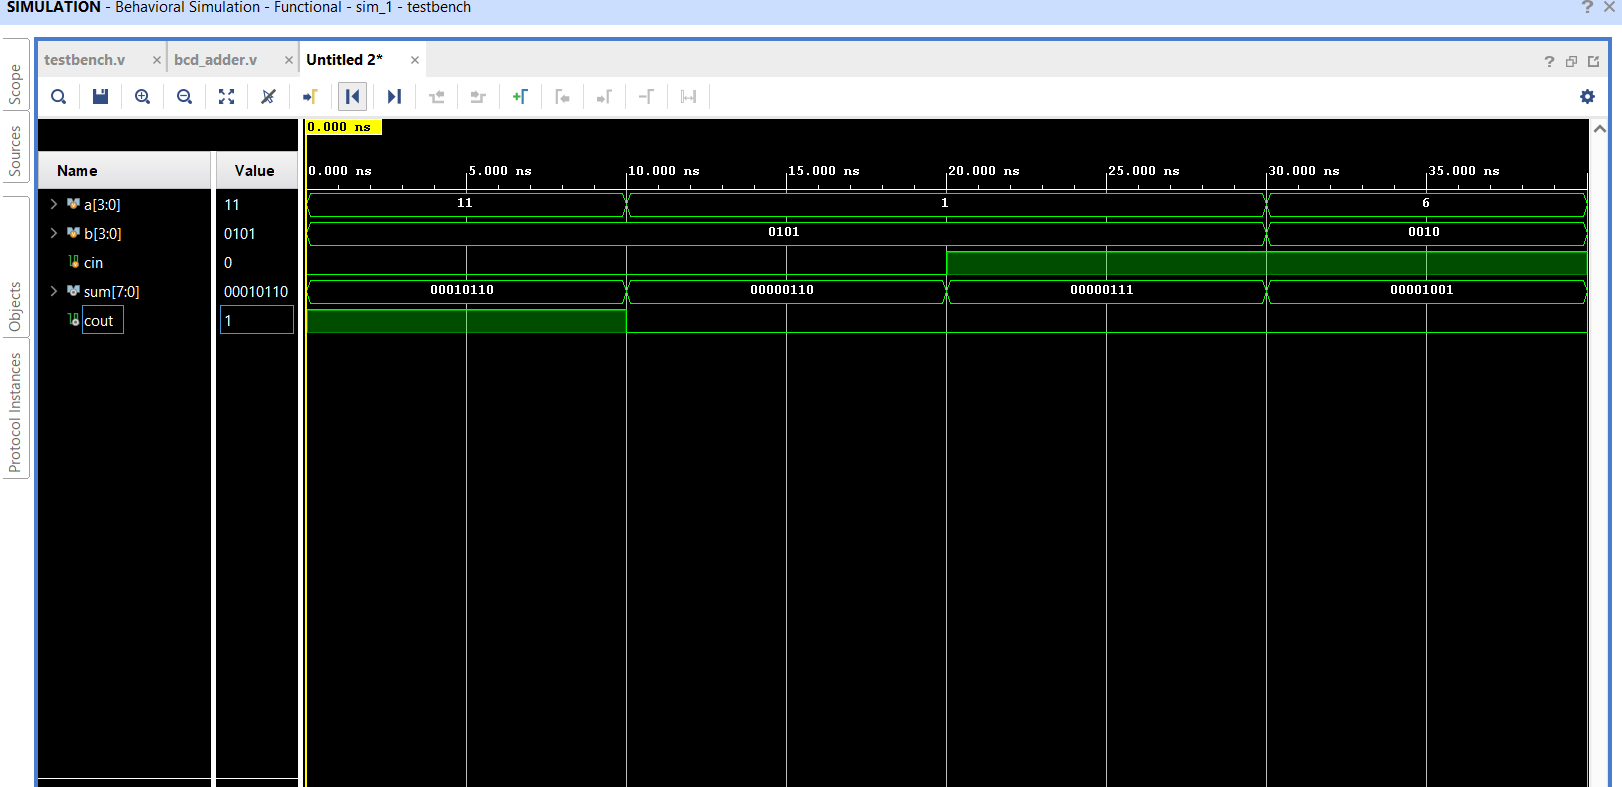 SIMULATION - Behavioral Simulation - Functional - sim_1 - testbench
testbench.v
bcd_adder.v
Untitled 2*
Scope
Sources
Objects
Protocol Instances
0.000 ns
Name Value
0.000 ns 5.000 ns 10.000 ns 15.000 ns 20.000 ns 25.000 ns 30.000 ns 35.000 ns
a[3:0] 11 11 1 6
b[3:0] 0101 0101 0010
cin 0
sum[7:0] 00010110 00010110 00000110 00000111 00001001
cout 1